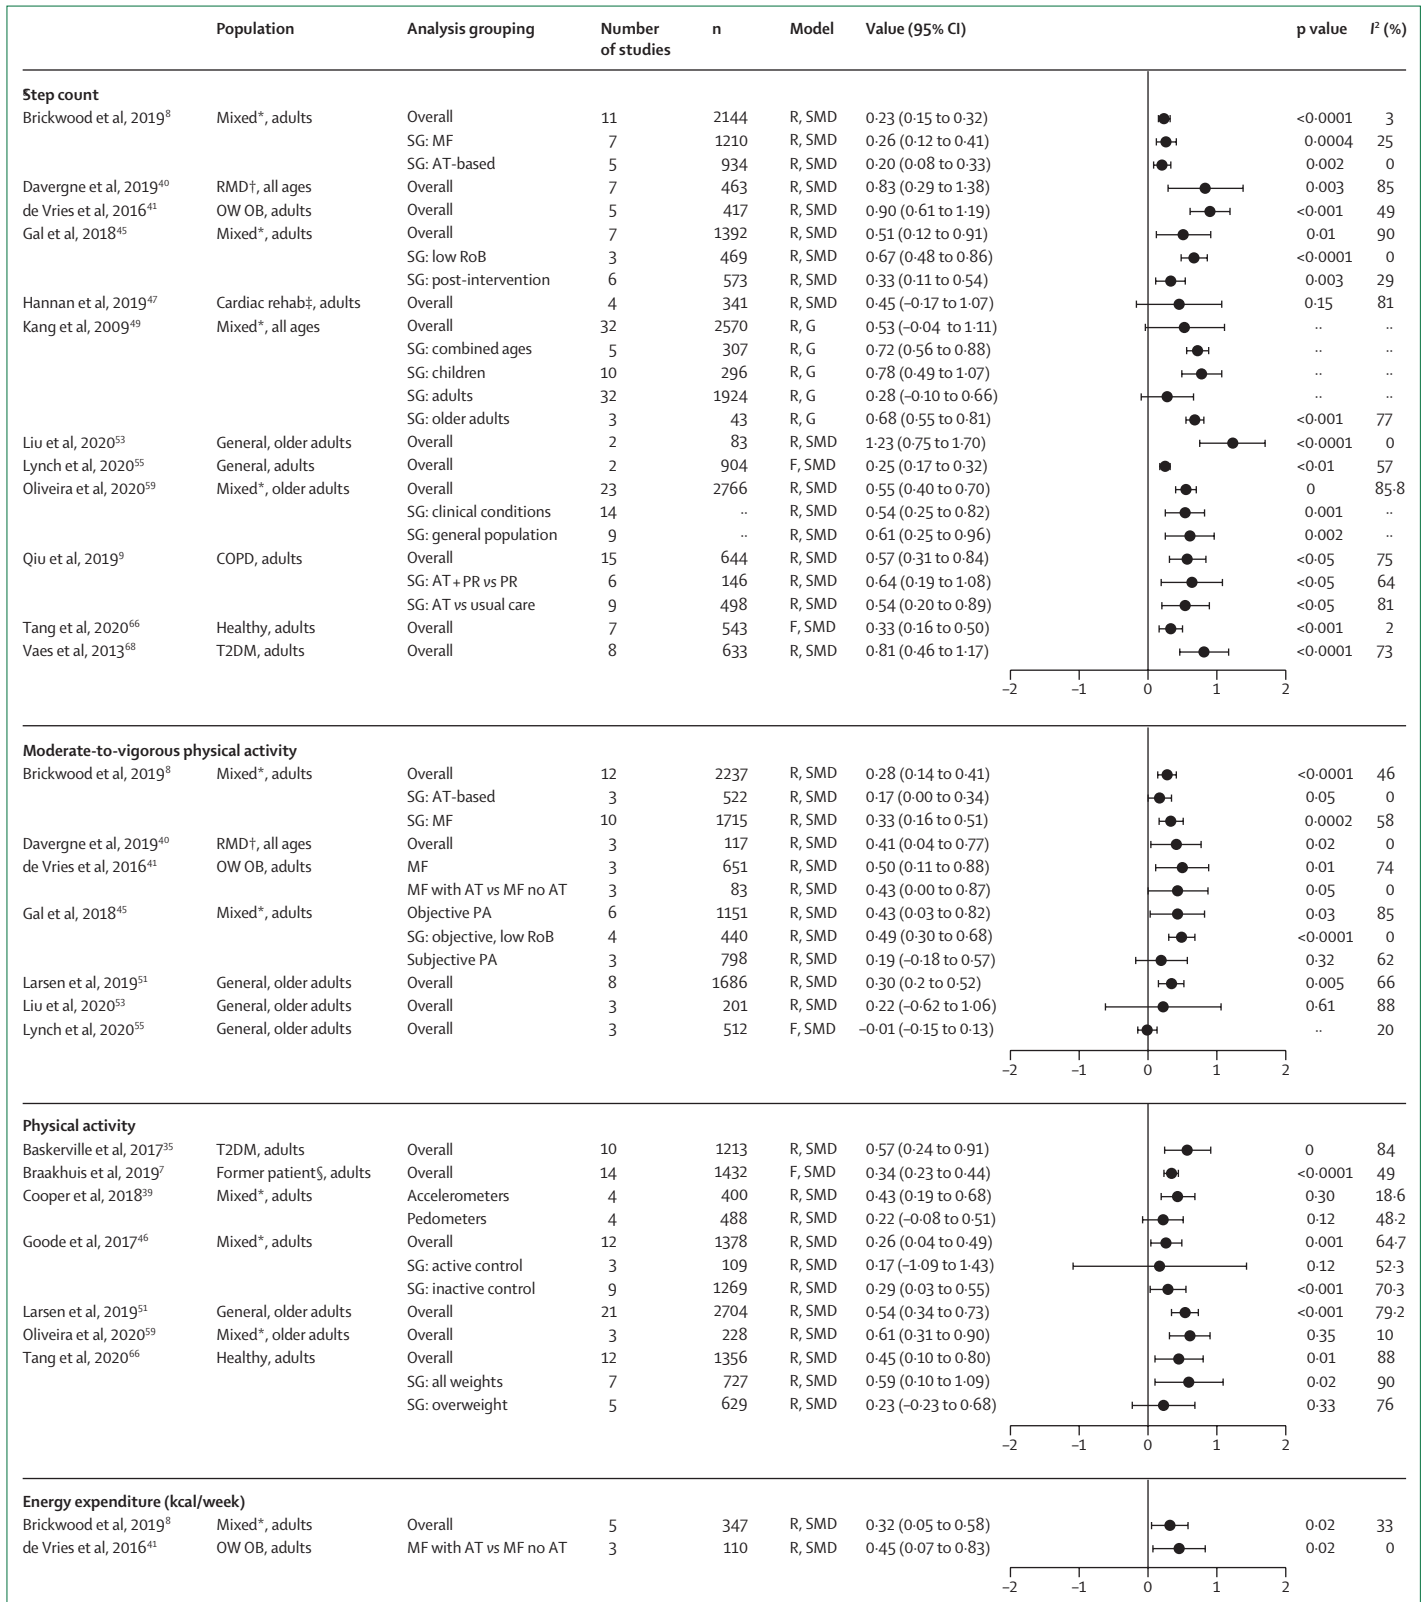 Population Analysis grouping Number of studies n Model Value (95% CI) p value I² (%)
Step count
Brickwood et al, 2019⁸ Mixed*, adults Overall 11 2144 R, SMD 0·23 (0·15 to 0·32) <0·0001 3
SG: MF 7 1210 R, SMD 0·26 (0·12 to 0·41) 0·0004 25
SG: AT-based 5 934 R, SMD 0·20 (0·08 to 0·33) 0·002 0
Davergne et al, 2019⁴⁰ RMD†, all ages Overall 7 463 R, SMD 0·83 (0·29 to 1·38) 0·003 85
de Vries et al, 2016⁴¹ OW OB, adults Overall 5 417 R, SMD 0·90 (0·61 to 1·19) <0·001 49
Gal et al, 2018⁴⁵ Mixed*, adults Overall 7 1392 R, SMD 0·51 (0·12 to 0·91) 0·01 90
SG: low RoB 3 469 R, SMD 0·67 (0·48 to 0·86) <0·0001 0
SG: post-intervention 6 573 R, SMD 0·33 (0·11 to 0·54) 0·003 29
Hannan et al, 2019⁴⁷ Cardiac rehab‡, adults Overall 4 341 R, SMD 0·45 (–0·17 to 1·07) 0·15 81
Kang et al, 2009⁴⁹ Mixed*, all ages Overall 32 2570 R, G 0·53 (–0·04 to 1·11) ·· ··
SG: combined ages 5 307 R, G 0·72 (0·56 to 0·88) ·· ··
SG: children 10 296 R, G 0·78 (0·49 to 1·07) ·· ··
SG: adults 32 1924 R, G 0·28 (–0·10 to 0·66) ·· ··
SG: older adults 3 43 R, G 0·68 (0·55 to 0·81) <0·001 77
Liu et al, 2020⁵³ General, older adults Overall 2 83 R, SMD 1·23 (0·75 to 1·70) <0·0001 0
Lynch et al, 2020⁵⁵ General, adults Overall 2 904 F, SMD 0·25 (0·17 to 0·32) <0·01 57
Oliveira et al, 2020⁵⁹ Mixed*, older adults Overall 23 2766 R, SMD 0·55 (0·40 to 0·70) 0 85·8
SG: clinical conditions 14 ·· R, SMD 0·54 (0·25 to 0·82) 0·001 ··
SG: general population 9 ·· R, SMD 0·61 (0·25 to 0·96) 0·002 ··
Qiu et al, 2019⁹ COPD, adults Overall 15 644 R, SMD 0·57 (0·31 to 0·84) <0·05 75
SG: AT + PR vs PR 6 146 R, SMD 0·64 (0·19 to 1·08) <0·05 64
SG: AT vs usual care 9 498 R, SMD 0·54 (0·20 to 0·89) <0·05 81
Tang et al, 2020⁶⁶ Healthy, adults Overall 7 543 F, SMD 0·33 (0·16 to 0·50) <0·001 2
Vaes et al, 2013⁶⁸ T2DM, adults Overall 8 633 R, SMD 0·81 (0·46 to 1·17) <0·0001 73
–2 –1 0 1 2
Moderate-to-vigorous physical activity
Brickwood et al, 2019⁸ Mixed*, adults Overall 12 2237 R, SMD 0·28 (0·14 to 0·41) <0·0001 46
SG: AT-based 3 522 R, SMD 0·17 (0·00 to 0·34) 0·05 0
SG: MF 10 1715 R, SMD 0·33 (0·16 to 0·51) 0·0002 58
Davergne et al, 2019⁴⁰ RMD†, all ages Overall 3 117 R, SMD 0·41 (0·04 to 0·77) 0·02 0
de Vries et al, 2016⁴¹ OW OB, adults MF 3 651 R, SMD 0·50 (0·11 to 0·88) 0·01 74
MF with AT vs MF no AT 3 83 R, SMD 0·43 (0·00 to 0·87) 0·05 0
Gal et al, 2018⁴⁵ Mixed*, adults Objective PA 6 1151 R, SMD 0·43 (0·03 to 0·82) 0·03 85
SG: objective, low RoB 4 440 R, SMD 0·49 (0·30 to 0·68) <0·0001 0
Subjective PA 3 798 R, SMD 0·19 (–0·18 to 0·57) 0·32 62
Larsen et al, 2019⁵¹ General, older adults Overall 8 1686 R, SMD 0·30 (0·2 to 0·52) 0·005 66
Liu et al, 2020⁵³ General, older adults Overall 3 201 R, SMD 0·22 (–0·62 to 1·06) 0·61 88
Lynch et al, 2020⁵⁵ General, older adults Overall 3 512 F, SMD –0·01 (–0·15 to 0·13) ·· 20
–2 –1 0 1 2
Physical activity
Baskerville et al, 2017³⁵ T2DM, adults Overall 10 1213 R, SMD 0·57 (0·24 to 0·91) 0 84
Braakhuis et al, 2019⁷ Former patient§, adults Overall 14 1432 F, SMD 0·34 (0·23 to 0·44) <0·0001 49
Cooper et al, 2018³⁹ Mixed*, adults Accelerometers 4 400 R, SMD 0·43 (0·19 to 0·68) 0·30 18·6
Pedometers 4 488 R, SMD 0·22 (–0·08 to 0·51) 0·12 48·2
Goode et al, 2017⁴⁶ Mixed*, adults Overall 12 1378 R, SMD 0·26 (0·04 to 0·49) 0·001 64·7
SG: active control 3 109 R, SMD 0·17 (–1·09 to 1·43) 0·12 52·3
SG: inactive control 9 1269 R, SMD 0·29 (0·03 to 0·55) <0·001 70·3
Larsen et al, 2019⁵¹ General, older adults Overall 21 2704 R, SMD 0·54 (0·34 to 0·73) <0·001 79·2
Oliveira et al, 2020⁵⁹ Mixed*, older adults Overall 3 228 R, SMD 0·61 (0·31 to 0·90) 0·35 10
Tang et al, 2020⁶⁶ Healthy, adults Overall 12 1356 R, SMD 0·45 (0·10 to 0·80) 0·01 88
SG: all weights 7 727 R, SMD 0·59 (0·10 to 1·09) 0·02 90
SG: overweight 5 629 R, SMD 0·23 (–0·23 to 0·68) 0·33 76
–2 –1 0 1 2
Energy expenditure (kcal/week)
Brickwood et al, 2019⁸ Mixed*, adults Overall 5 347 R, SMD 0·32 (0·05 to 0·58) 0·02 33
de Vries et al, 2016⁴¹ OW OB, adults MF with AT vs MF no AT 3 110 R, SMD 0·45 (0·07 to 0·83) 0·02 0
–2 –1 0 1 2